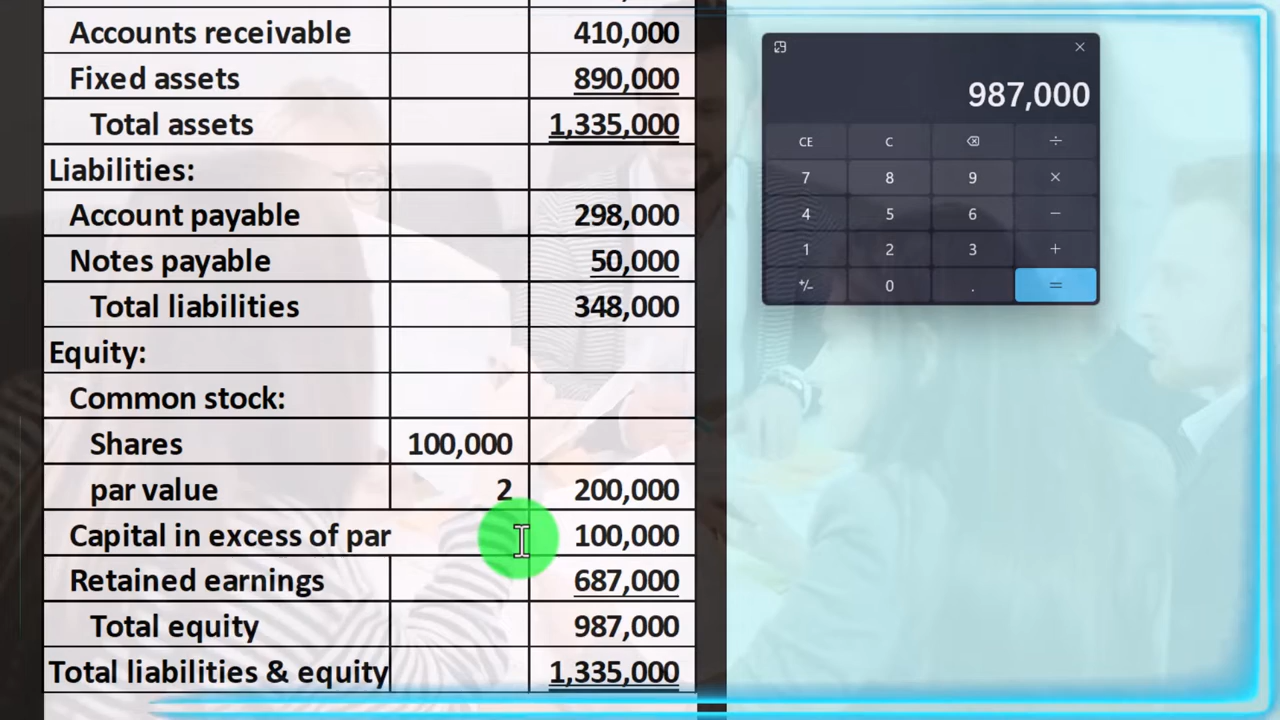 Accounts receivable 410,000
Fixed assets 890,000
Total assets 1,335,000
Liabilities:
Account payable 298,000
Notes payable 50,000
Total liabilities 348,000
Equity:
Common stock:
Shares 100,000
par value 2 200,000
Capital in excess of par 100,000
Retained earnings 687,000
Total equity 987,000
Total liabilities & equity 1,335,000
987,000
CE C ⌫ ÷
7 8 9 ×
4 5 6 −
1 2 3 +
+/− 0 . =